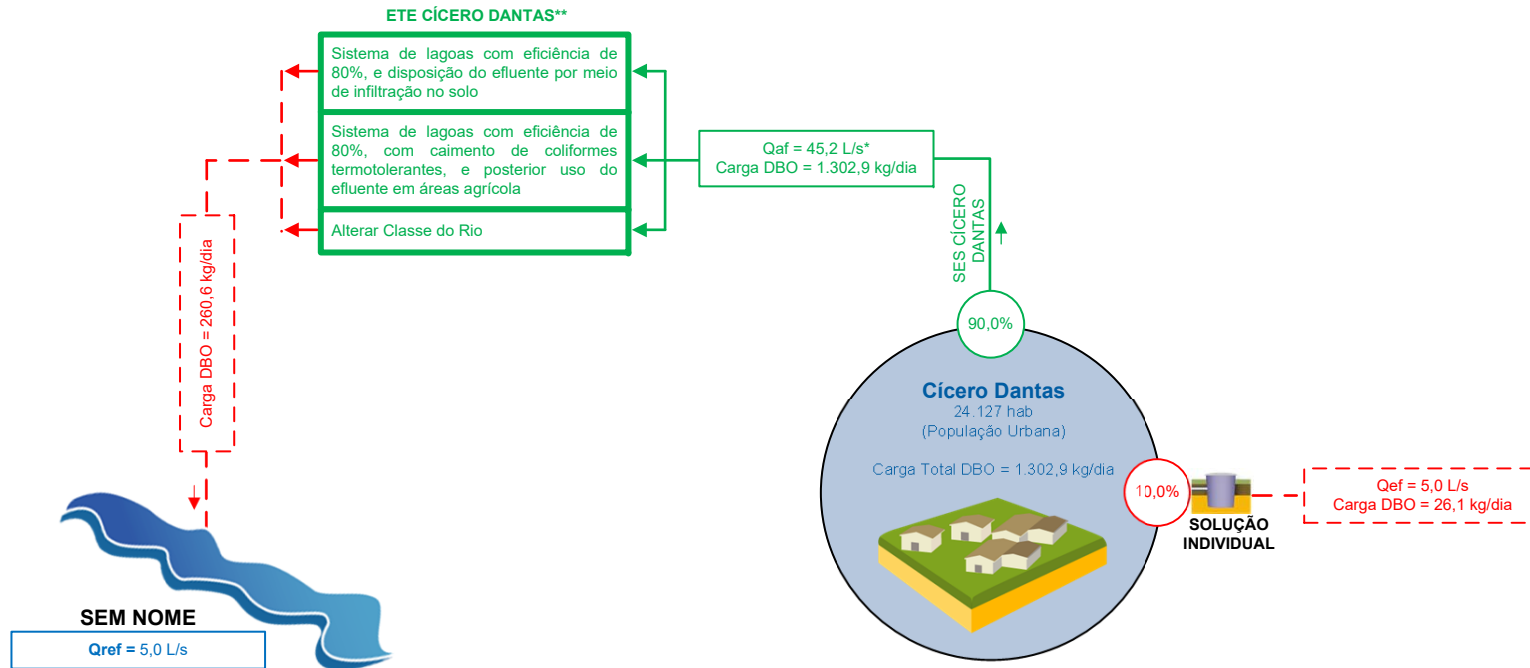 ETE CÍCERO DANTAS**
Sistema de lagoas com eficiência de
80%, e disposição do efluente por meio
de infiltração no solo
Sistema de lagoas com eficiência de
80%, com caimento de coliformes
termotolerantes, e posterior uso do
efluente em áreas agrícola
Alterar Classe do Rio
Qaf = 45,2 L/s*
Carga DBO = 1.302,9 kg/dia
SES CÍCERO
DANTAS
90,0%
Carga DBO = 260,6 kg/dia
Cícero Dantas
24.127 hab
(População Urbana)
Carga Total DBO = 1.302,9 kg/dia
10,0%
SOLUÇÃO
INDIVIDUAL
Qef = 5,0 L/s
Carga DBO = 26,1 kg/dia
SEM NOME
Qref = 5,0 L/s